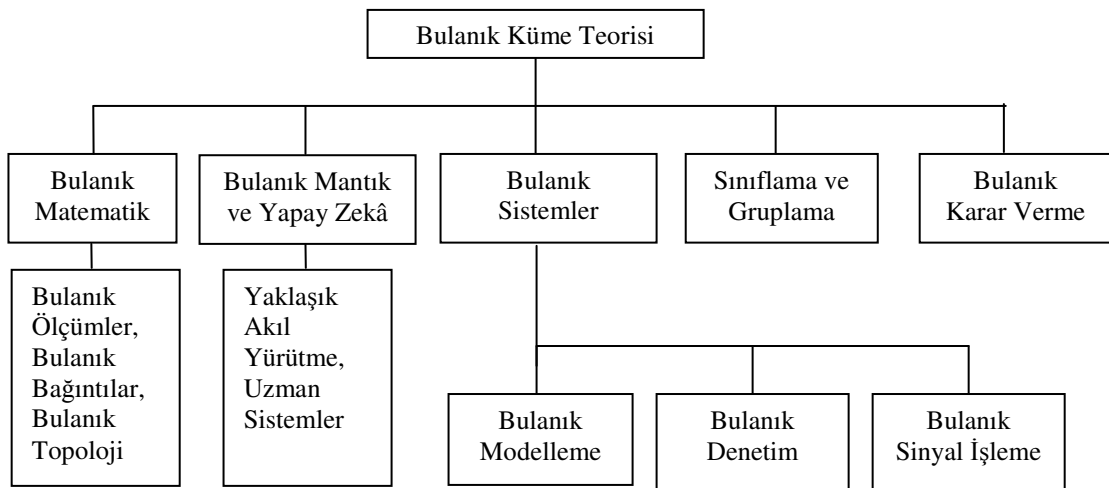 Bulanık Küme Teorisi
Bulanık
Matematik
Bulanık Mantık
ve Yapay Zekâ
Bulanık
Sistemler
Sınıflama ve
Gruplama
Bulanık
Karar Verme
Bulanık
Ölçümler,
Bulanık
Bağıntılar,
Bulanık
Topoloji
Yaklaşık
Akıl
Yürütme,
Uzman
Sistemler
Bulanık
Modelleme
Bulanık
Denetim
Bulanık
Sinyal İşleme